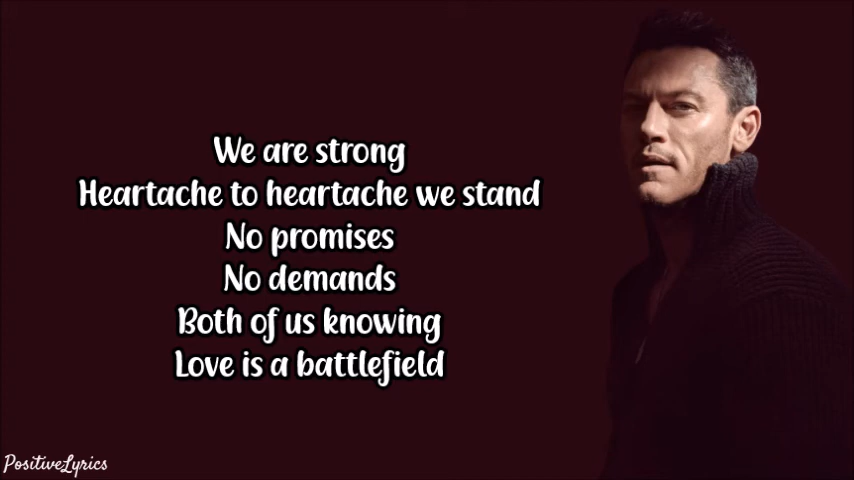 We are strong
Heartache to heartache we stand
No promises
No demands
Both of us knowing
Love is a battlefield
PositiveLyrics